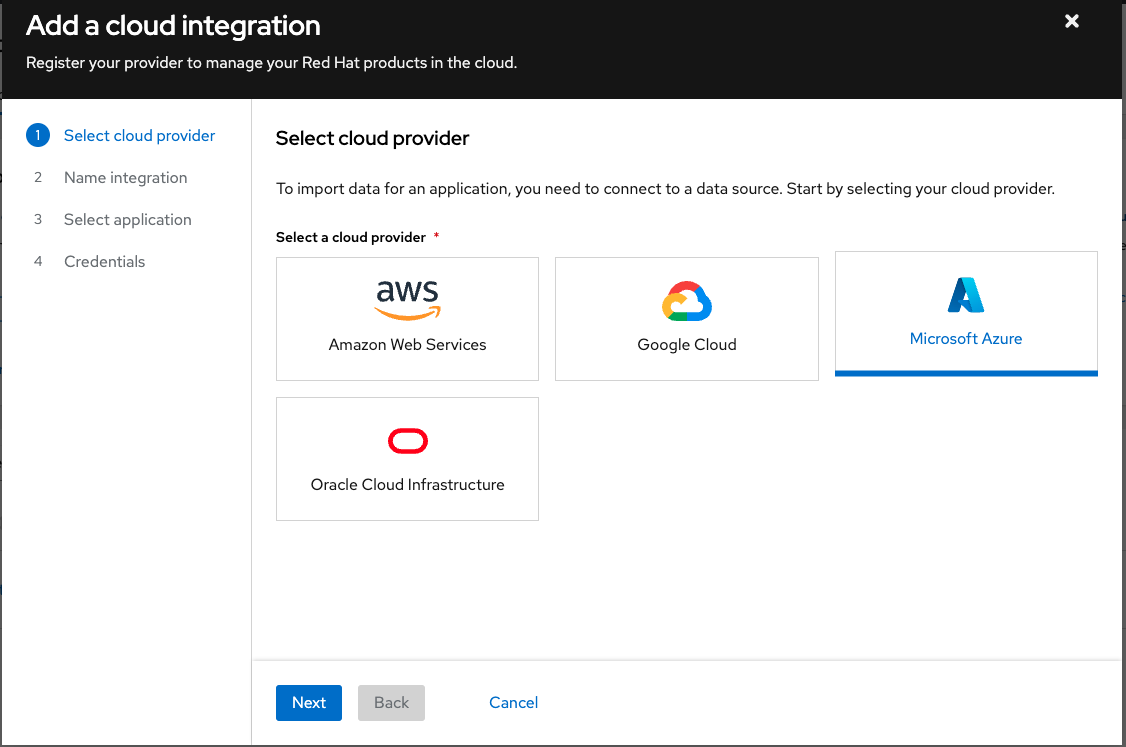 Add a cloud integration
Register your provider to manage your Red Hat products in the cloud.
1 Select cloud provider
2 Name integration
3 Select application
4 Credentials
Select cloud provider
To import data for an application, you need to connect to a data source. Start by selecting your cloud provider.
Select a cloud provider *
aws
Amazon Web Services
Google Cloud
Microsoft Azure
Oracle Cloud Infrastructure
Next Back Cancel